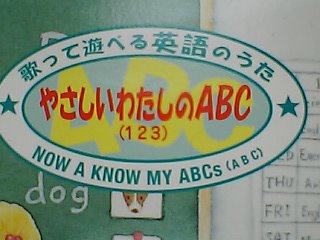 歌って遊べる英語のうた
やさしいわたしのABC
(123)
NOW A KNOW MY ABCs (ABC)
dog
THU
FRI